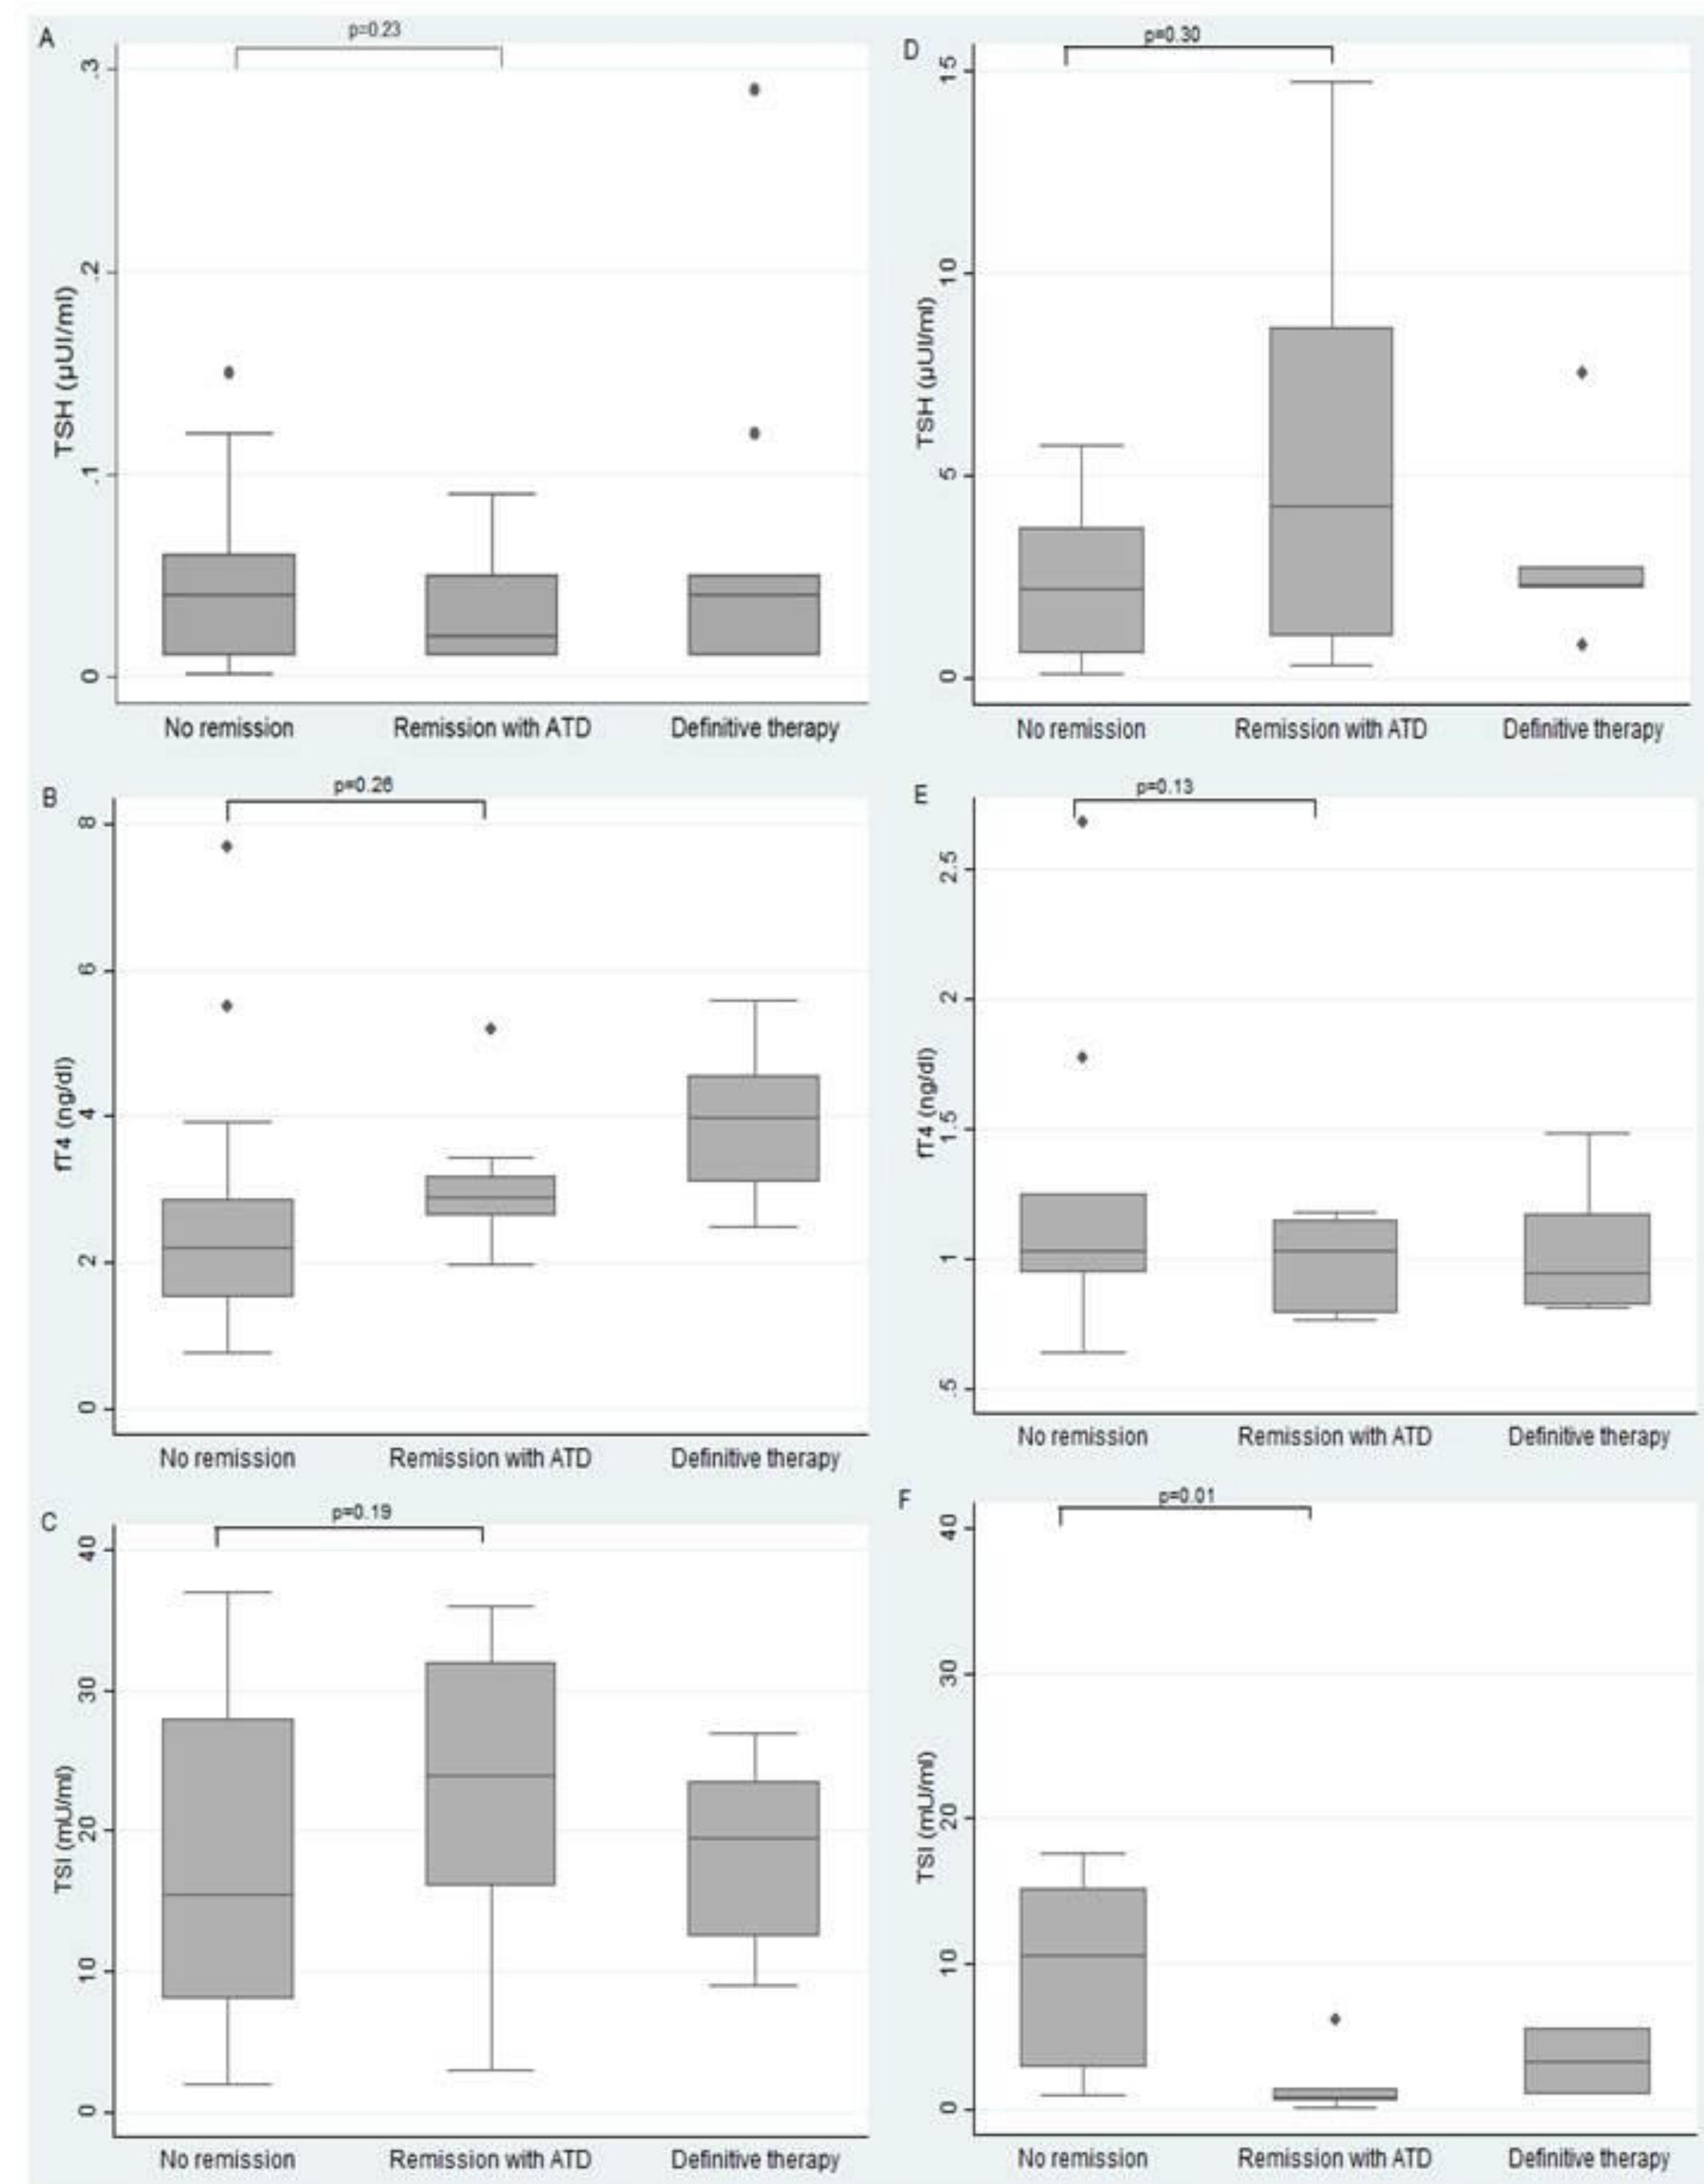 A
p=0.23
.3
.2
.1
0
TSH (µUI/ml)
No remission Remission with ATD Definitive therapy
D
p=0.30
15
10
5
0
TSH (µUI/ml)
No remission Remission with ATD Definitive therapy
B
p=0.26
8
6
4
2
0
fT4 (ng/dl)
No remission Remission with ATD Definitive therapy
E
p=0.13
2.5
2
1.5
1
.5
fT4 (ng/dl)
No remission Remission with ATD Definitive therapy
C
p=0.19
40
30
20
10
0
TSI (mU/ml)
No remission Remission with ATD Definitive therapy
F
p=0.01
40
30
20
10
0
TSI (mU/ml)
No remission Remission with ATD Definitive therapy